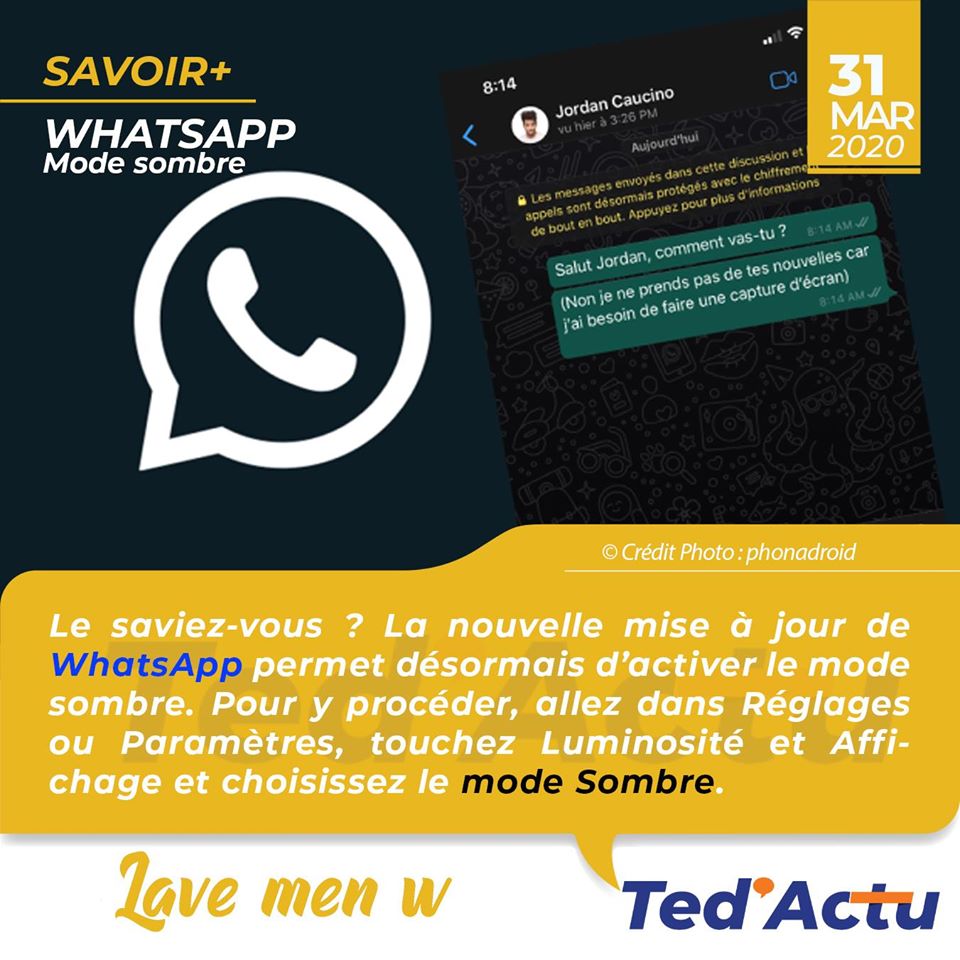 SAVOIR+
WHATSAPP
Mode sombre
31
MAR
2020
8:14
Jordan Caucino
vu hier à 3:26 PM
Aujourd'hui
Les messages envoyés dans cette discussion et
appels sont désormais protégés avec le chiffrement
de bout en bout. Appuyez pour plus d'informations
Salut Jordan, comment vas-tu ? 8:14 AM
(Non je ne prends pas de tes nouvelles car
j'ai besoin de faire une capture d'écran)
8:14 AM
© Crédit Photo : phonadroid
Le saviez-vous ? La nouvelle mise à jour de
WhatsApp permet désormais d'activer le mode
sombre. Pour y procéder, allez dans Réglages
ou Paramètres, touchez Luminosité et Affi-
chage et choisissez le mode Sombre.
Lave men w
Ted'Actu